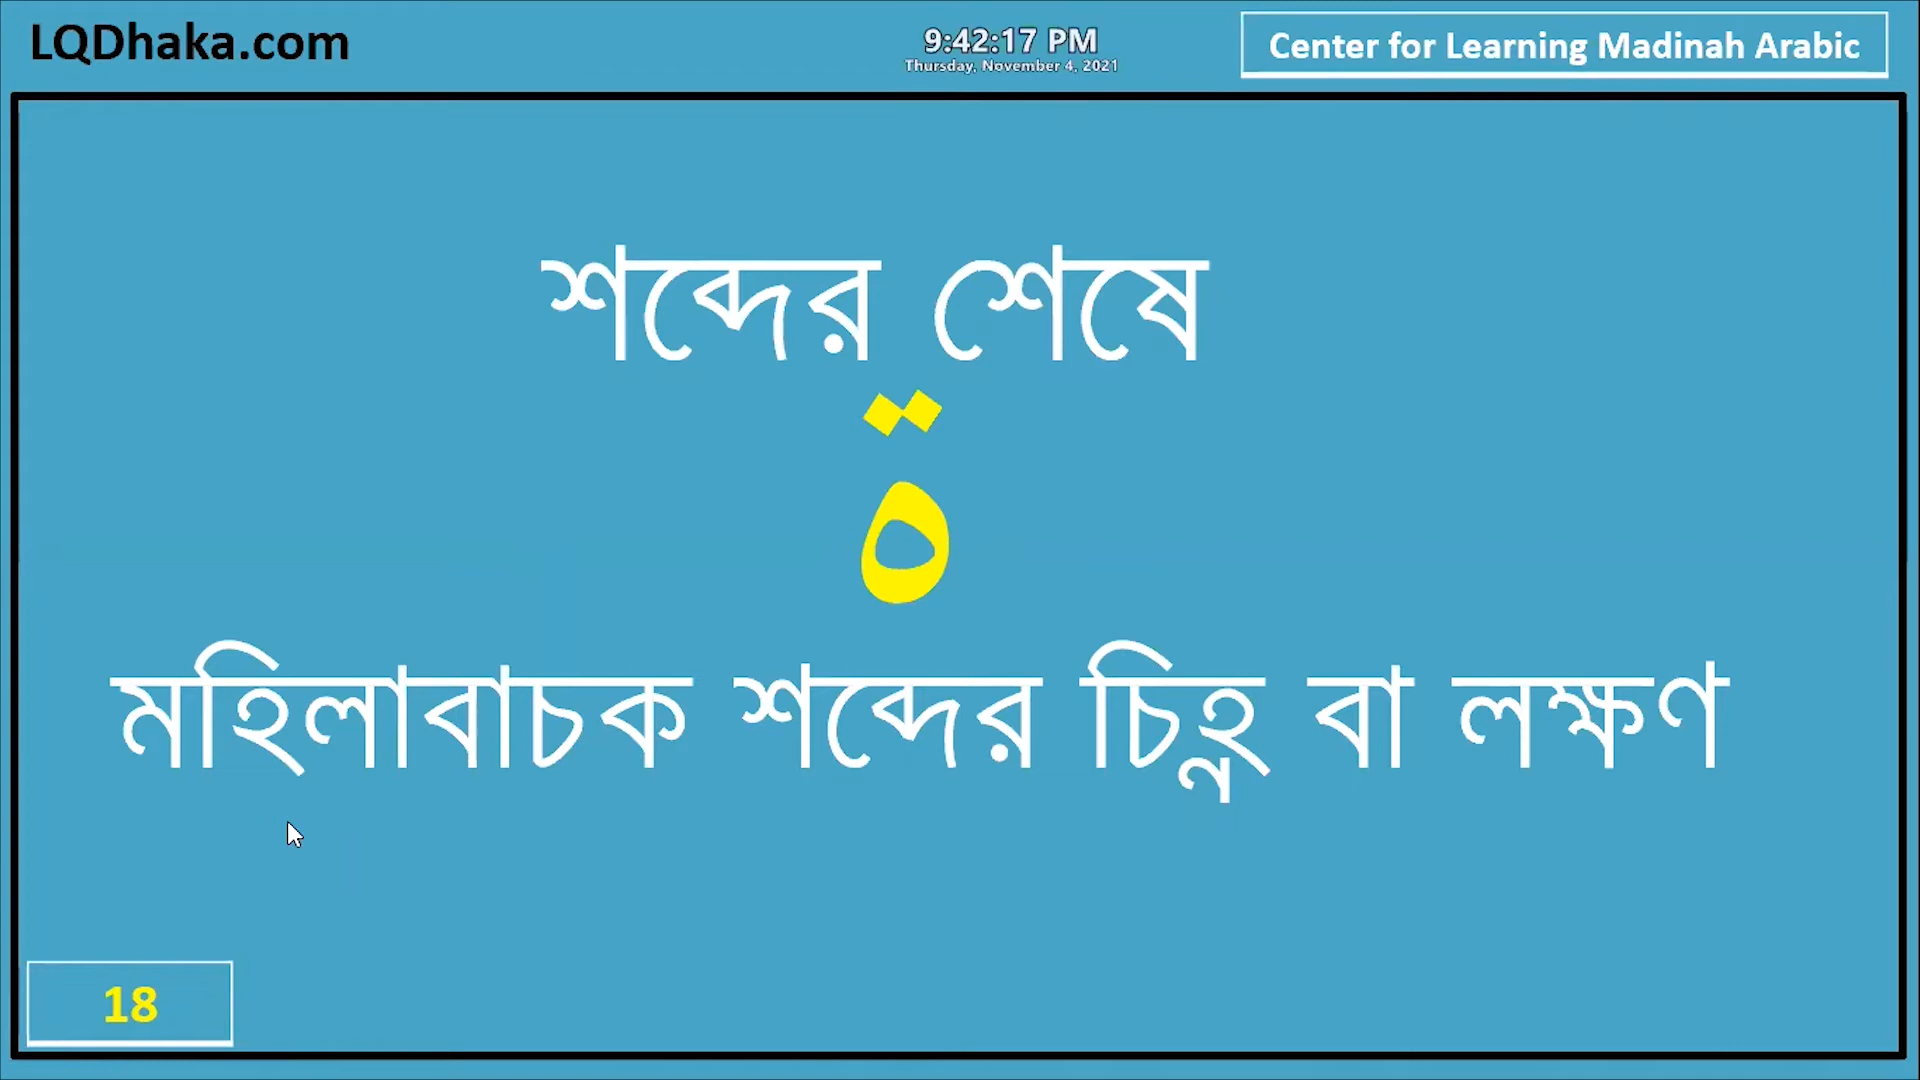 LQDhaka.com
9:42:17 PM
Thursday, November 4, 2021
Center for Learning Madinah Arabic
শব্দের শেষে
ة
মহিলাবাচক শব্দের চিহ্ণ বা লক্ষণ
18